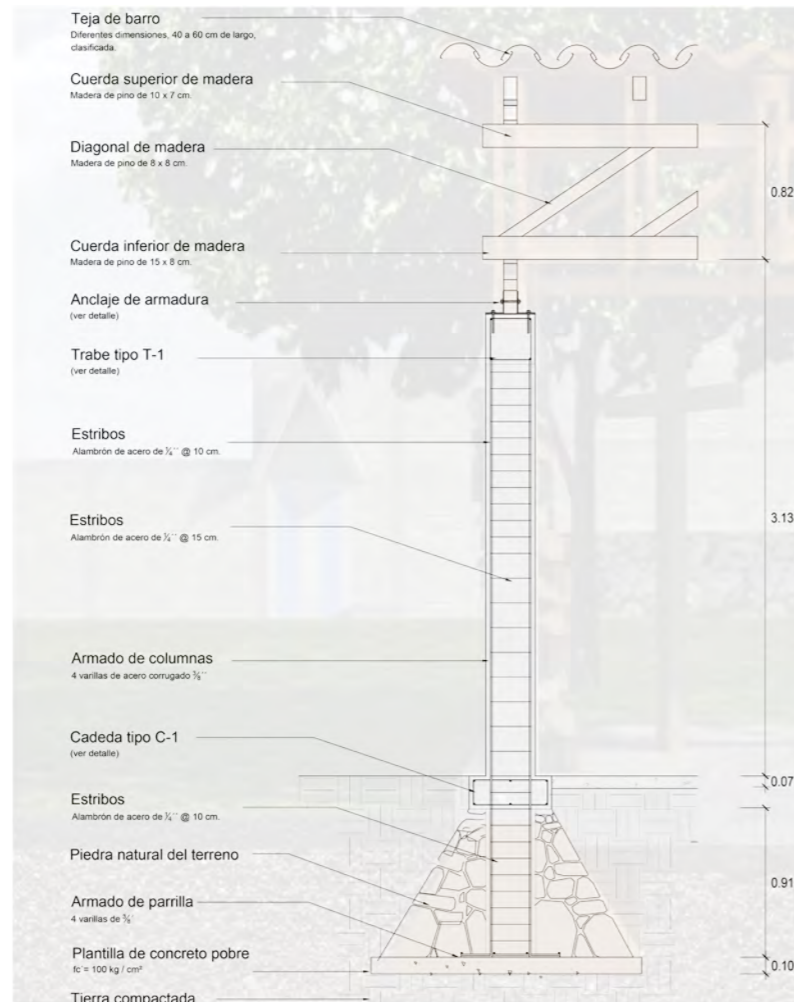 Teja de barro
Diferentes dimensiones, 40 a 60 cm de largo,
clasificada.
Cuerda superior de madera
Madera de pino de 10 x 7 cm.
Diagonal de madera
Madera de pino de 8 x 8 cm.
0.82
Cuerda inferior de madera
Madera de pino de 15 x 8 cm.
Anclaje de armadura
(ver detalle)
Trabe tipo T-1
(ver detalle)
Estribos
Alambrón de acero de ¼´´ @ 10 cm.
Estribos
Alambrón de acero de ¼´´ @ 15 cm.
3.13
Armado de columnas
4 varillas de acero corrugado ⅜´´
Cadeda tipo C-1
(ver detalle)
0.07
Estribos
Alambrón de acero de ¼´´ @ 10 cm.
Piedra natural del terreno
0.91
Armado de parrilla
4 varillas de ⅜´
Plantilla de concreto pobre
fc´= 100 kg / cm²
0.10
Tierra compactada